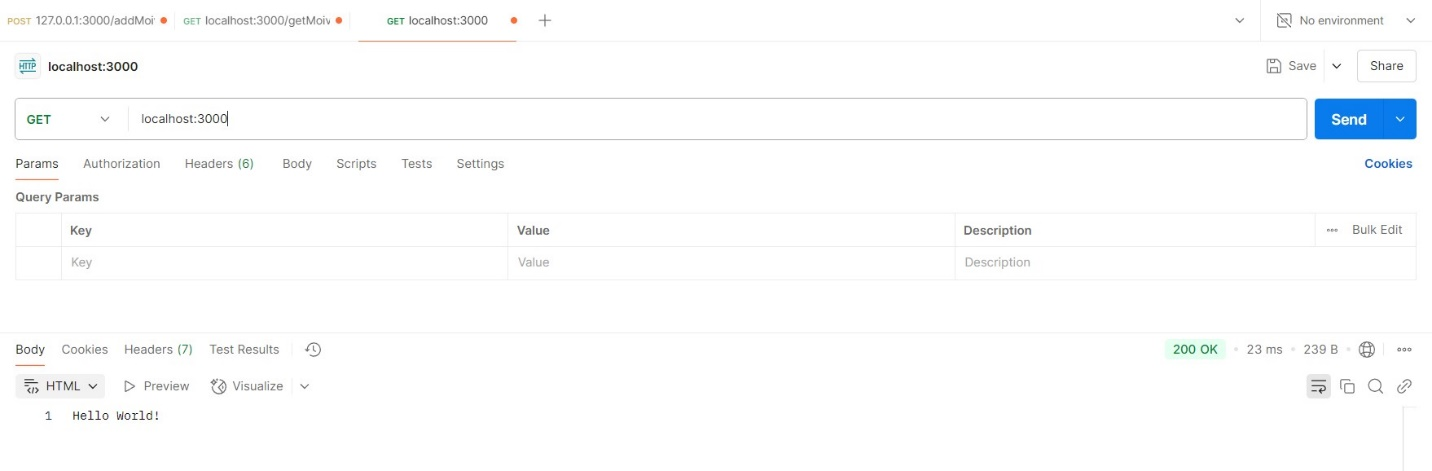 POST 127.0.0.1:3000/addMoi GET localhost:3000/getMoiv GET localhost:3000 No environment
HTTP localhost:3000 Save Share
GET localhost:3000 Send
Params Authorization Headers (6) Body Scripts Tests Settings Cookies
Query Params
Key Value Description Bulk Edit
Key Value Description
Body Cookies Headers (7) Test Results 200 OK 23 ms 239 B
HTML Preview Visualize
1 Hello World!